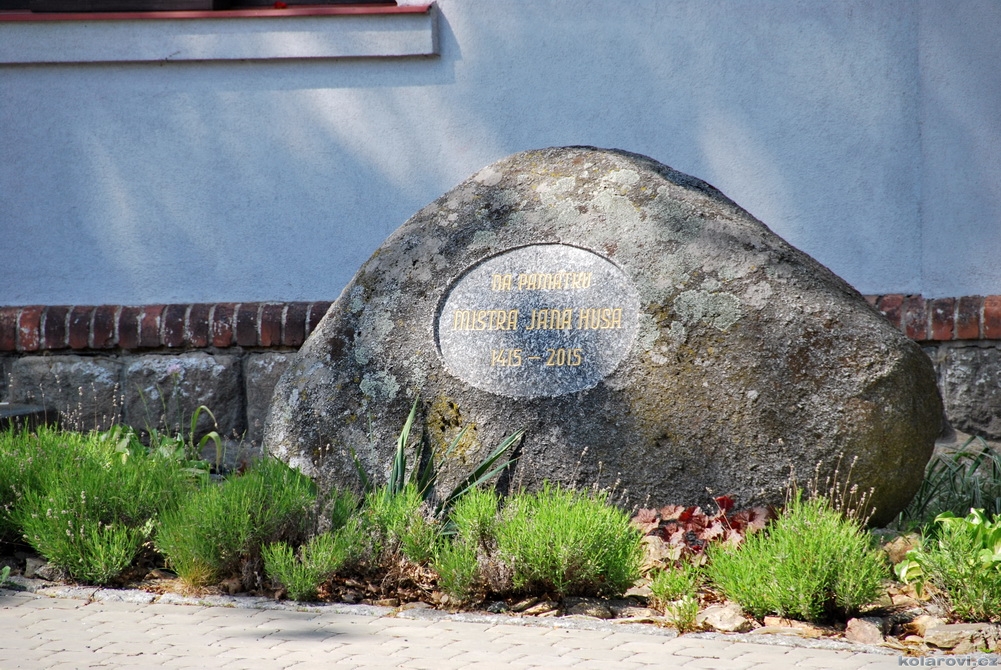 NA PAMÁTKU
MISTRA JANA HUSA
1415 – 2015
kolarovi.cz